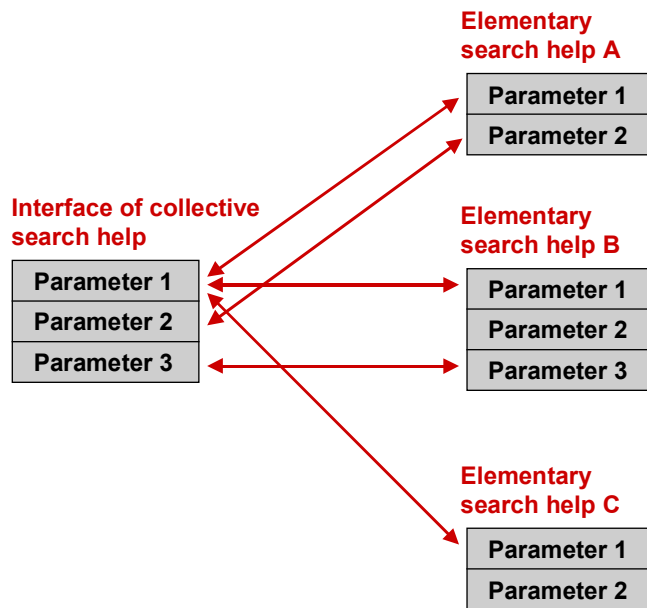 Elementary
search help A
Parameter 1
Parameter 2
Interface of collective
search help
Parameter 1
Parameter 2
Parameter 3
Elementary
search help B
Parameter 1
Parameter 2
Parameter 3
Elementary
search help C
Parameter 1
Parameter 2